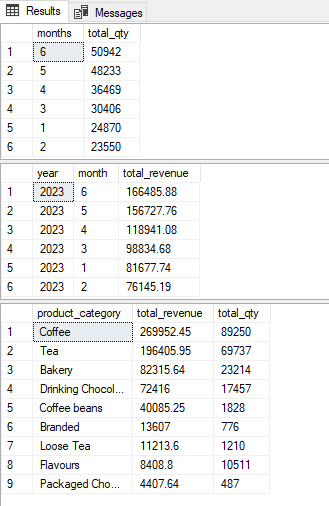 Results Messages
months total_qty
1 6 50942
2 5 48233
3 4 36469
4 3 30406
5 1 24870
6 2 23550
year month total_revenue
1 2023 6 166485.88
2 2023 5 156727.76
3 2023 4 118941.08
4 2023 3 98834.68
5 2023 1 81677.74
6 2023 2 76145.19
product_category total_revenue total_qty
1 Coffee 269952.45 89250
2 Tea 196405.95 69737
3 Bakery 82315.64 23214
4 Drinking Chocol... 72416 17457
5 Coffee beans 40085.25 1828
6 Branded 13607 776
7 Loose Tea 11213.6 1210
8 Flavours 8408.8 10511
9 Packaged Cho... 4407.64 487